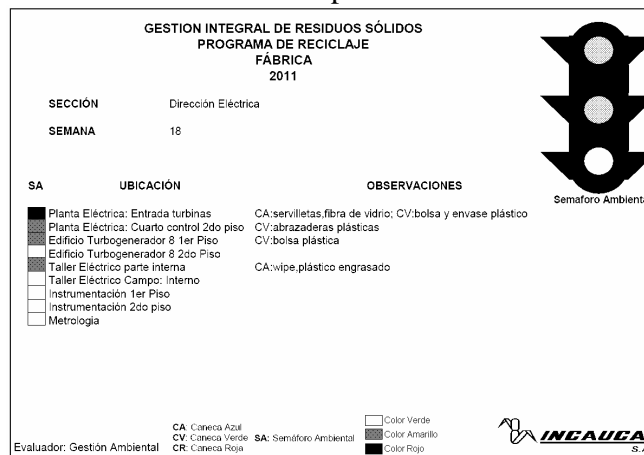 GESTION INTEGRAL DE RESIDUOS SÓLIDOS
PROGRAMA DE RECICLAJE
FÁBRICA
2011
SECCIÓN Dirección Eléctrica
SEMANA 18
Semaforo Ambienta
SA UBICACIÓN OBSERVACIONES
Planta Eléctrica: Entrada turbinas CA:servilletas,fibra de vidrio; CV:bolsa y envase plástico
Planta Eléctrica: Cuarto control 2do piso CV:abrazaderas plásticas
Edificio Turbogenerador 8 1er Piso CV:bolsa plástica
Edificio Turbogenerador 8 2do Piso
Taller Eléctrico parte interna CA:wipe,plástico engrasado
Taller Eléctrico Campo: Interno
Instrumentación 1er Piso
Instrumentación 2do piso
Metrologia
Evaluador: Gestión Ambiental
CA: Caneca Azul
CV: Caneca Verde
CR: Caneca Roja
SA: Semáforo Ambiental
Color Verde
Color Amarillo
Color Rojo
INCAUCA
S.